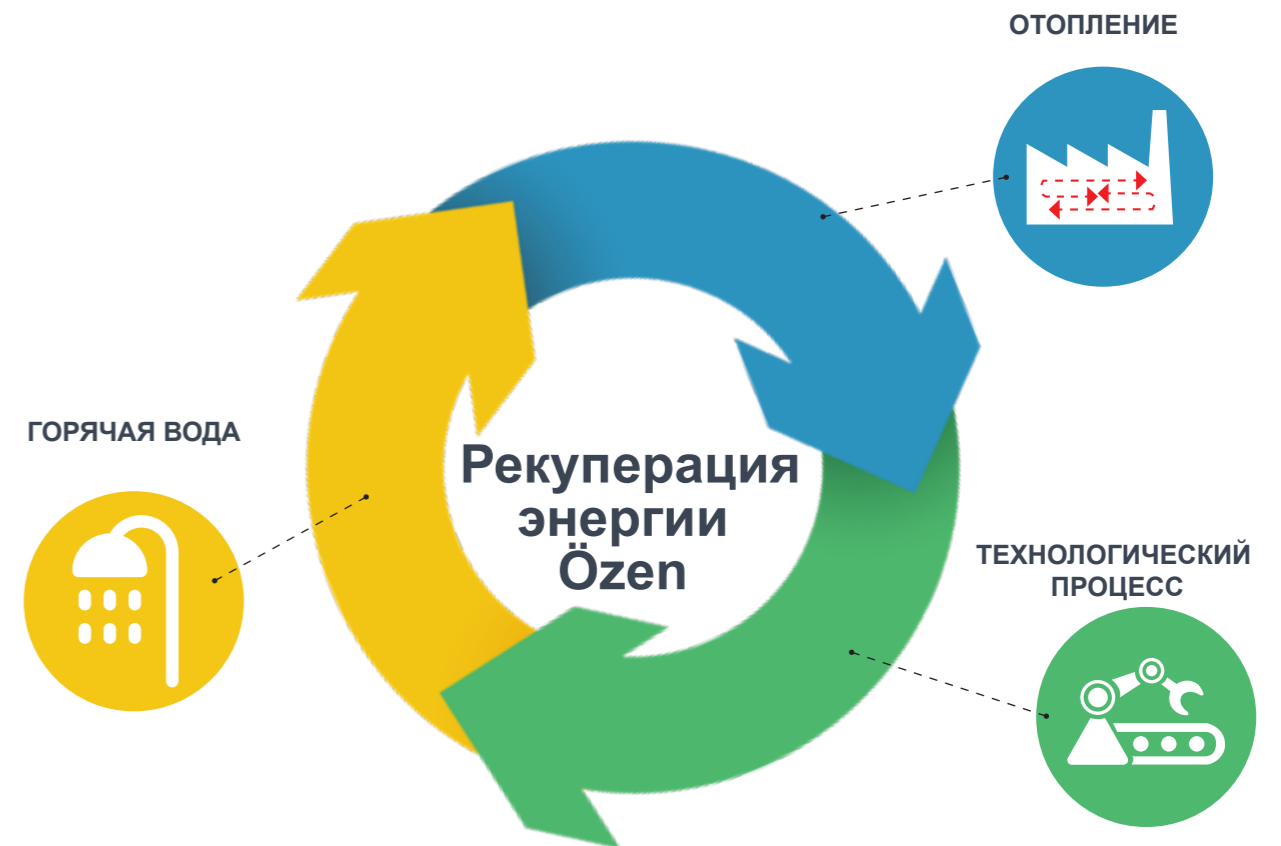 ОТОПЛЕНИЕ
ГОРЯЧАЯ ВОДА
Рекуперация
энергии
Özen
ТЕХНОЛОГИЧЕСКИЙ
ПРОЦЕСС